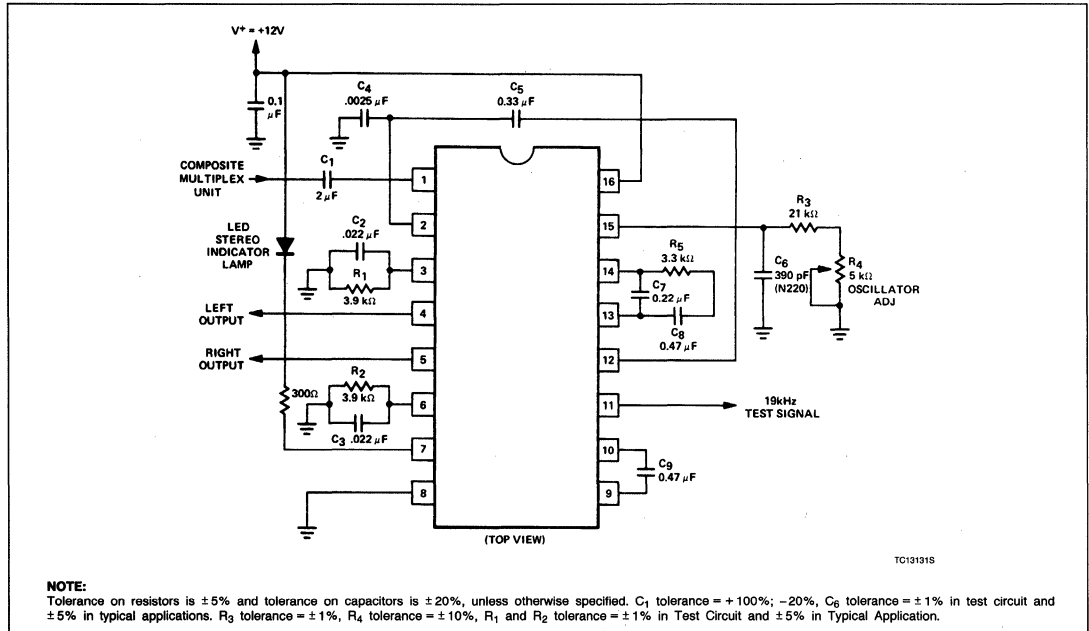 V+ = +12V
0.1
µF
C4
.0025 µF
C5
0.33 µF
COMPOSITE
MULTIPLEX
UNIT
C1
2 µF
LED
STEREO
INDICATOR
LAMP
C2
.022 µF
R1
3.9 kΩ
LEFT
OUTPUT
RIGHT
OUTPUT
300Ω
R2
3.9 kΩ
C3 .022 µF
1
2
3
4
5
6
7
8
16
15
14
13
12
11
10
9
R3
21 kΩ
R4
5 kΩ
OSCILLATOR
ADJ
C6
390 pF
(N220)
R5
3.3 kΩ
C7
0.22 µF
C8
0.47 µF
19kHz
TEST SIGNAL
C9
0.47 µF
(TOP VIEW)
TC13131S
NOTE:
Tolerance on resistors is ±5% and tolerance on capacitors is ±20%, unless otherwise specified. C1 tolerance = +100%; -20%, C6 tolerance = ±1% in test circuit and
±5% in typical applications. R3 tolerance = ±1%, R4 tolerance = ±10%, R1 and R2 tolerance = ±1% in Test Circuit and ±5% in Typical Application.